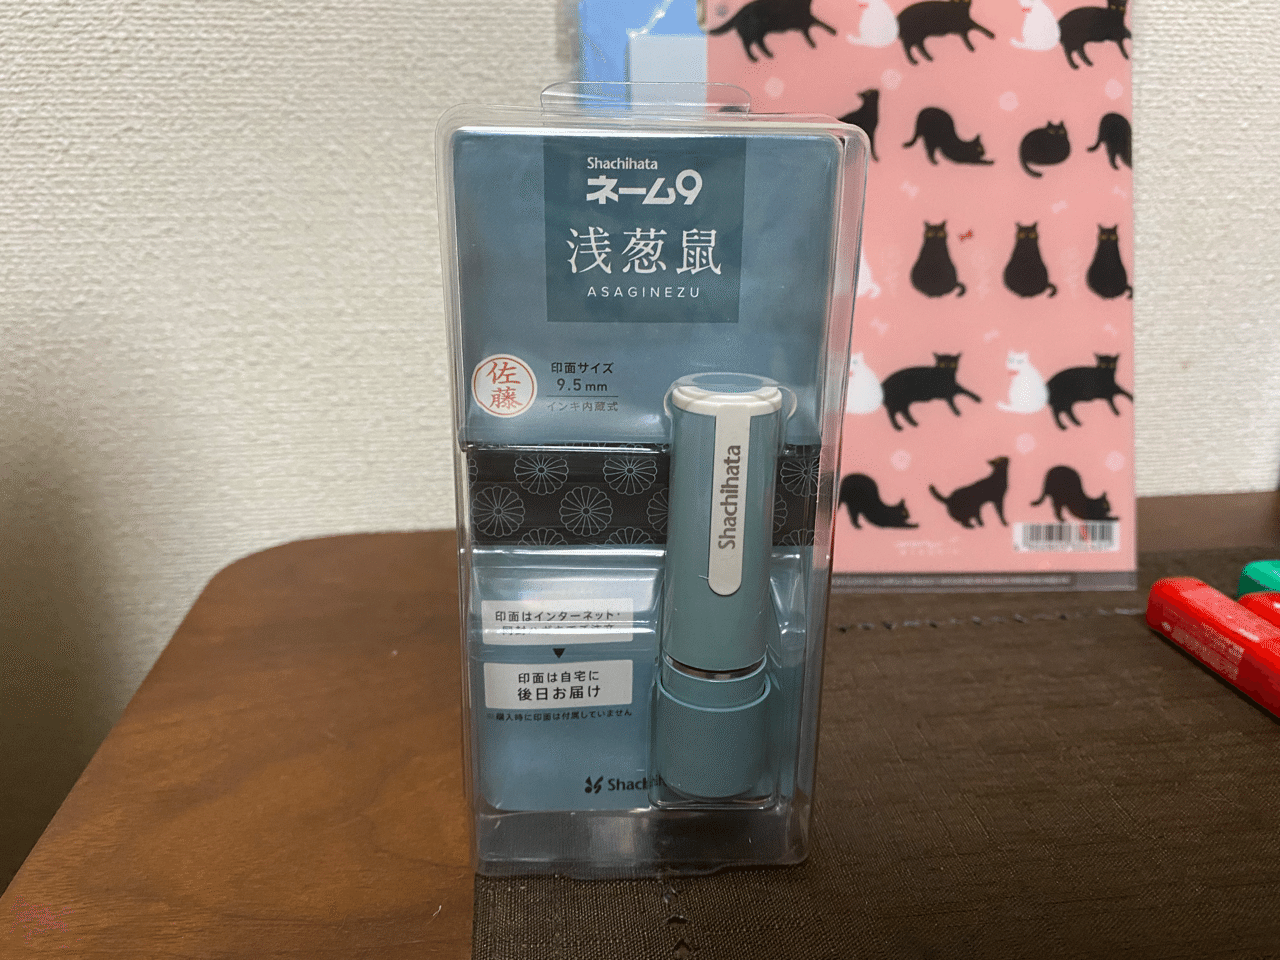 Shachihata
ネーム9
浅葱鼠
ASAGINEZU
佐藤
印面サイズ
9.5mm
インキ内蔵式
Shachihata
印面はインターネット・
印面は自宅に
後日お届け
※購入時に印面は付属していません